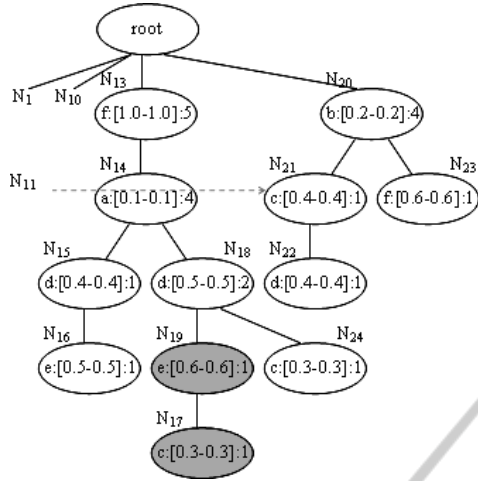 root
N1 N10 N13 N20
f:[1.0-1.0]:5 b:[0.2-0.2]:4
N11 N14 N21 N23
a:[0.1-0.1]:4 c:[0.4-0.4]:1 f:[0.6-0.6]:1
N15 N18 N22
d:[0.4-0.4]:1 d:[0.5-0.5]:2 d:[0.4-0.4]:1
N16 N19 N24
e:[0.5-0.5]:1 e:[0.6-0.6]:1 c:[0.3-0.3]:1
N17
c:[0.3-0.3]:1